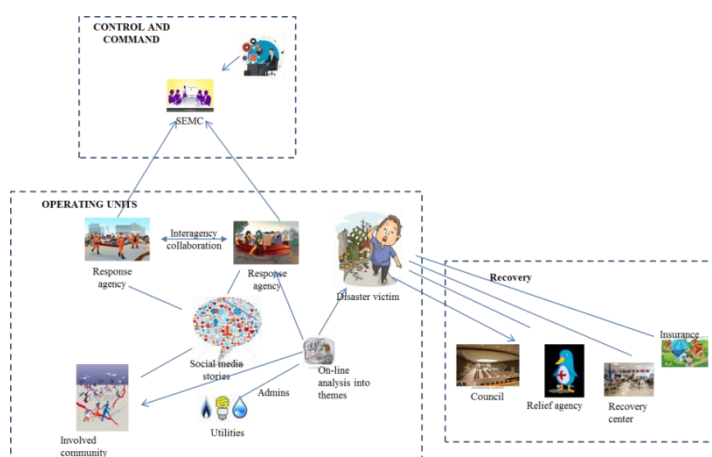 CONTROL AND
COMMAND
SEMC
OPERATING UNITS
Interagency
collaboration
Response
agency
Response
agency
Disaster victim
Recovery
Insurance
Social media
stories
On-line
analysis into
themes
Admins
Utilities
Involved
community
Council
Relief agency
Recovery
center